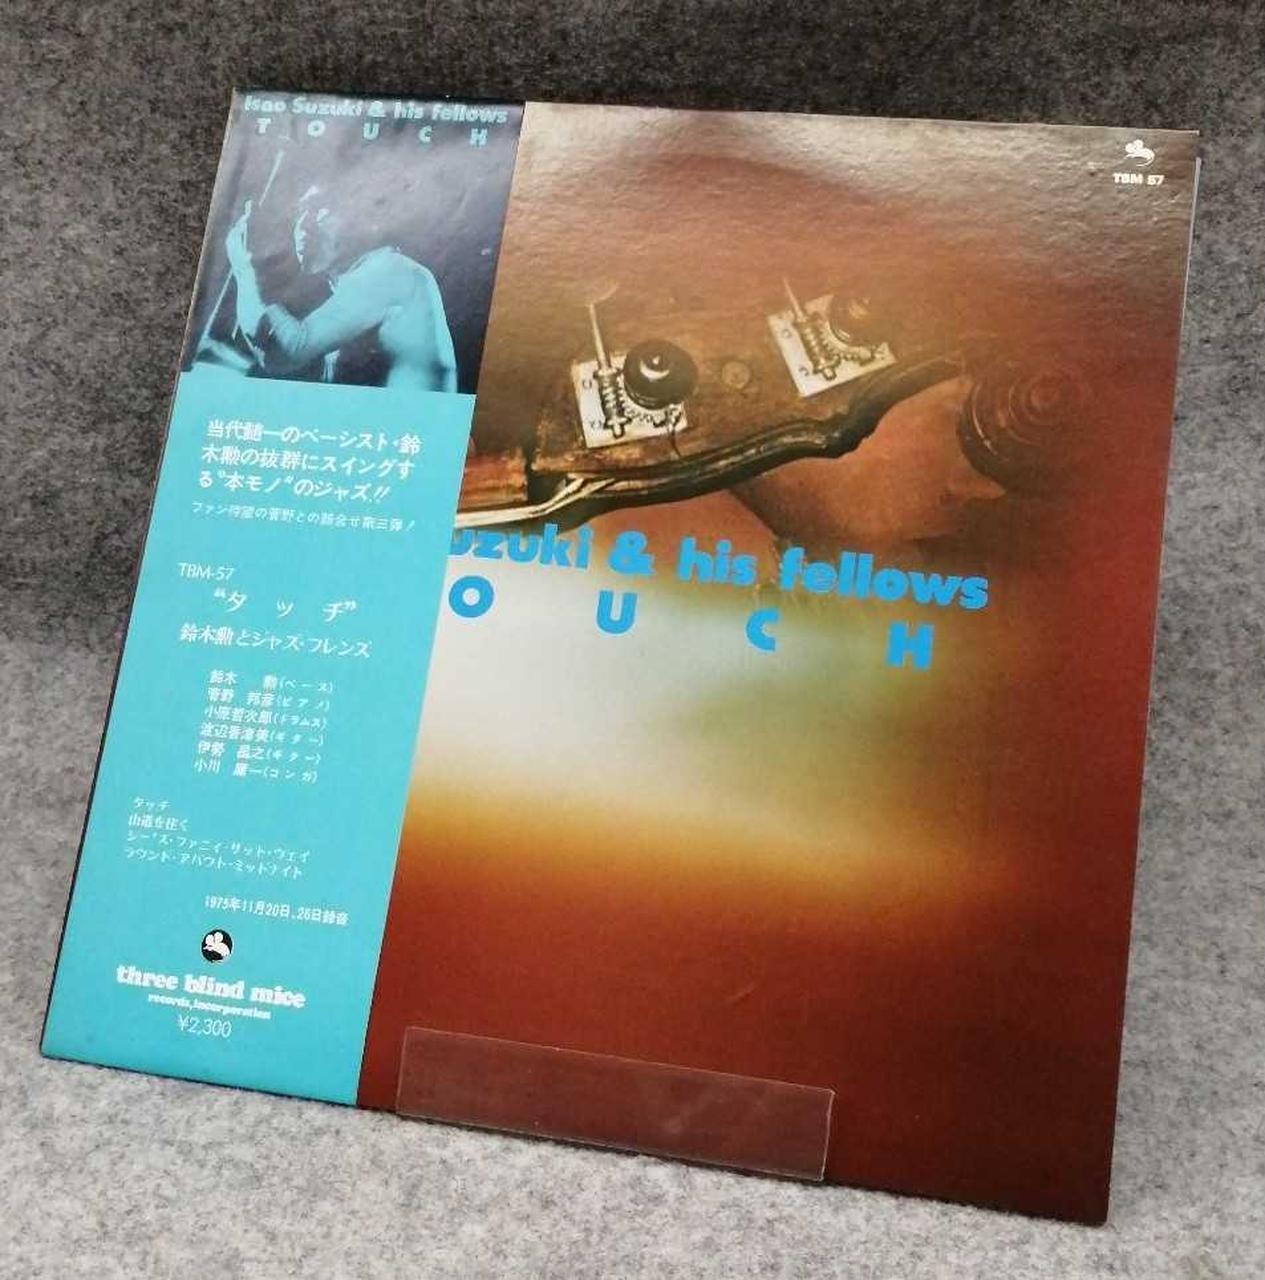 Isao Suzuki & his fellows
TOUCH
当代髄一のベーシスト・鈴
木勲の抜群にスイングす
る“本モノ”のジャズ!!
ファン待望の菅野との顔合せ第三弾!
TBM-57
“タッチ”
鈴木勲とジャズ・フレンズ
鈴木 勲(ベース)
菅野 邦彦(ピアノ)
小原哲次郎(ドラムス)
渡辺香津美(ギター)
伊勢 昌之(ギター)
小川 庸一(コンガ)
タッチ
山道を往く
シー・ズ・ファニイ・ザット・ウェイ
ラウンド・アバウト・ミッドナイト
1975年11月20日、26日録音
three blind mice
records, incorporation
¥2,300
TBM 57
uzuki & his fellows
OUCH